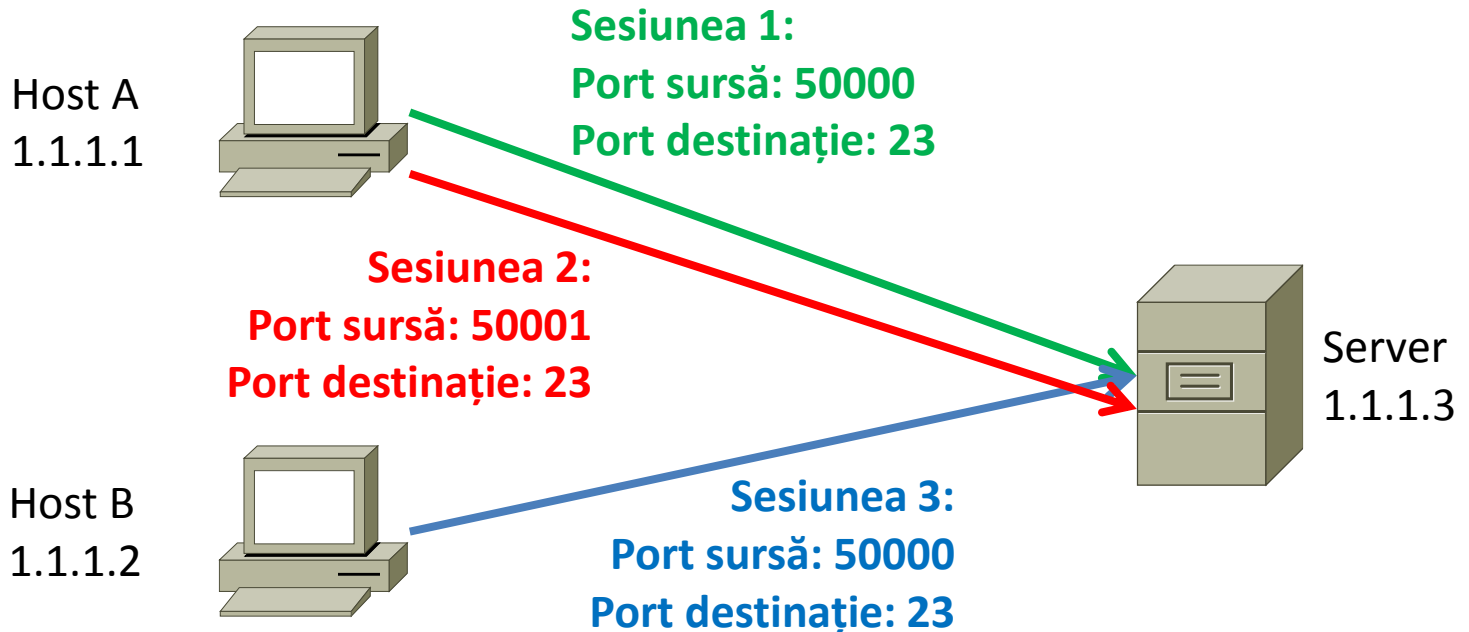 Host A
1.1.1.1
Sesiunea 1:
Port sursă: 50000
Port destinație: 23
Sesiunea 2:
Port sursă: 50001
Port destinație: 23
Server
1.1.1.3
Host B
1.1.1.2
Sesiunea 3:
Port sursă: 50000
Port destinație: 23